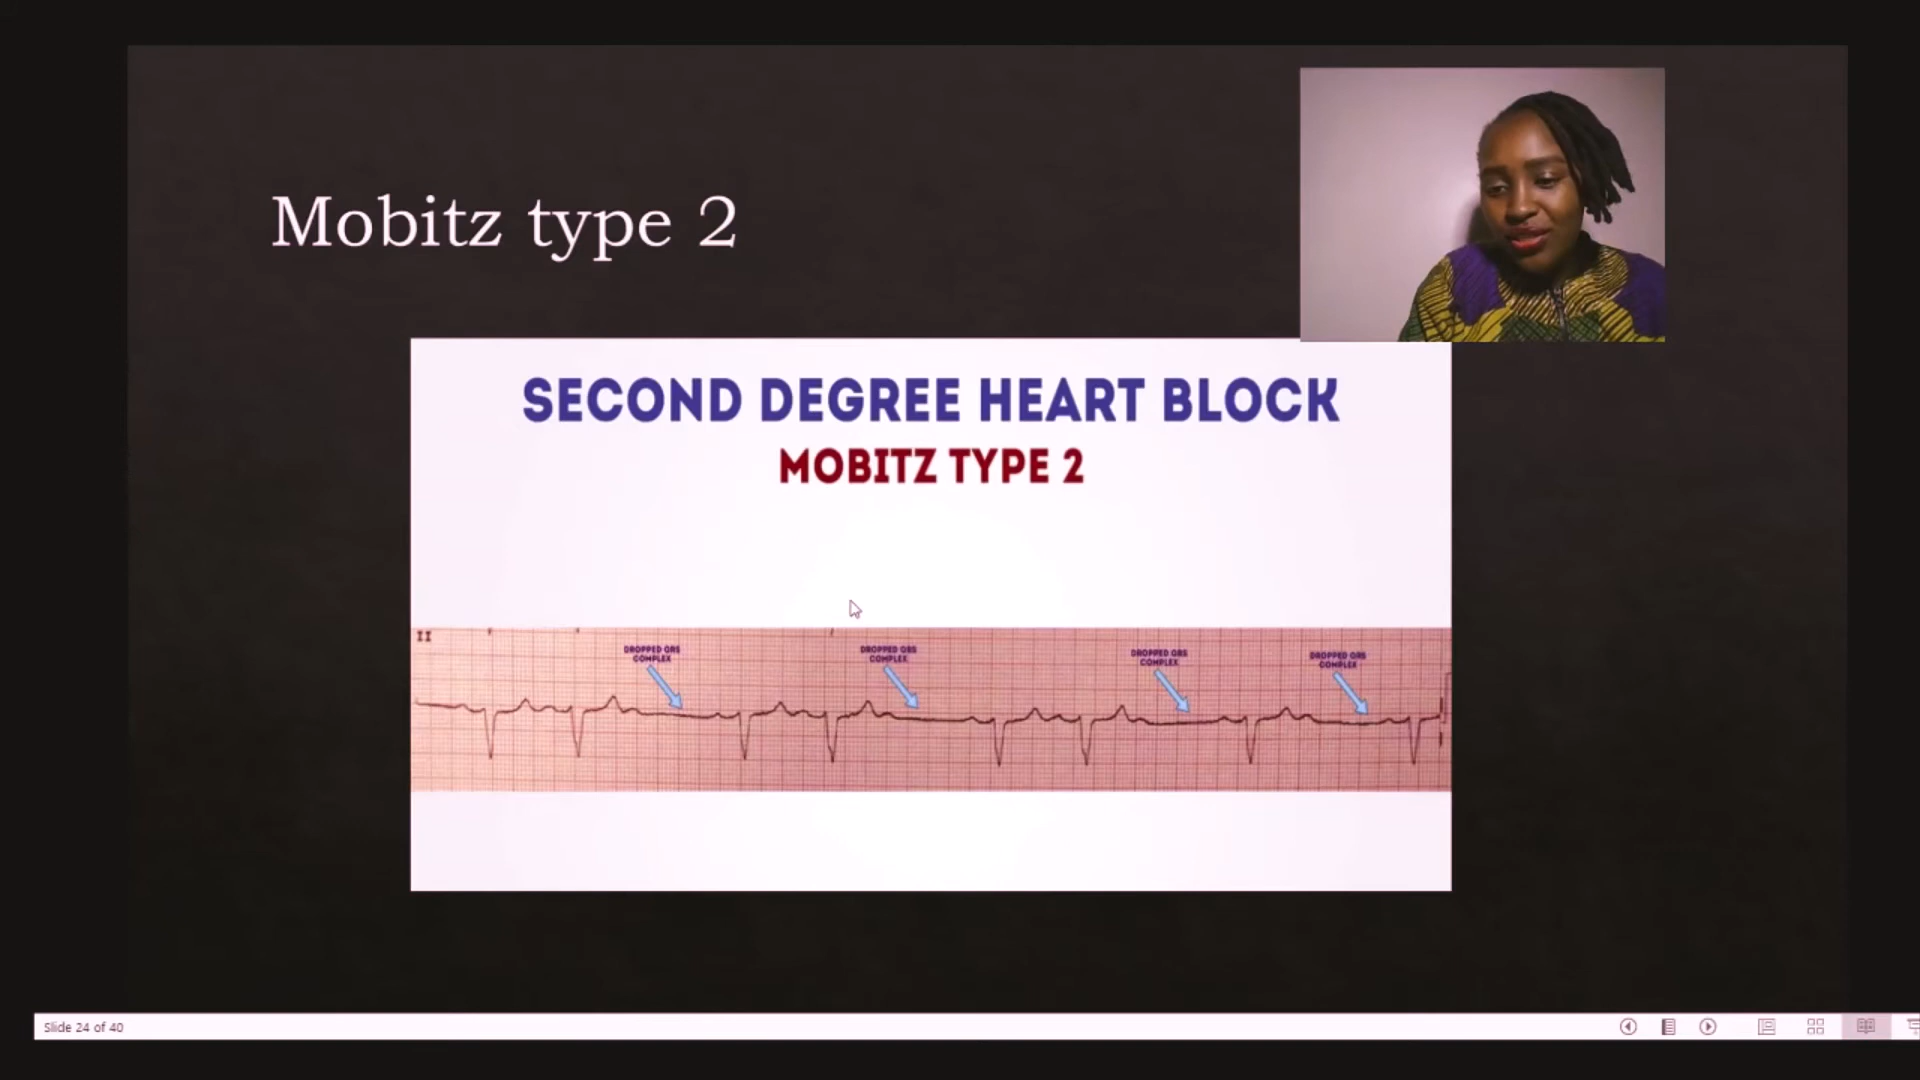 Mobitz type 2
SECOND DEGREE HEART BLOCK
MOBITZ TYPE 2
II
DROPPED QRS
COMPLEX
DROPPED QRS
COMPLEX
DROPPED QRS
COMPLEX
DROPPED QRS
COMPLEX
Slide 24 of 40